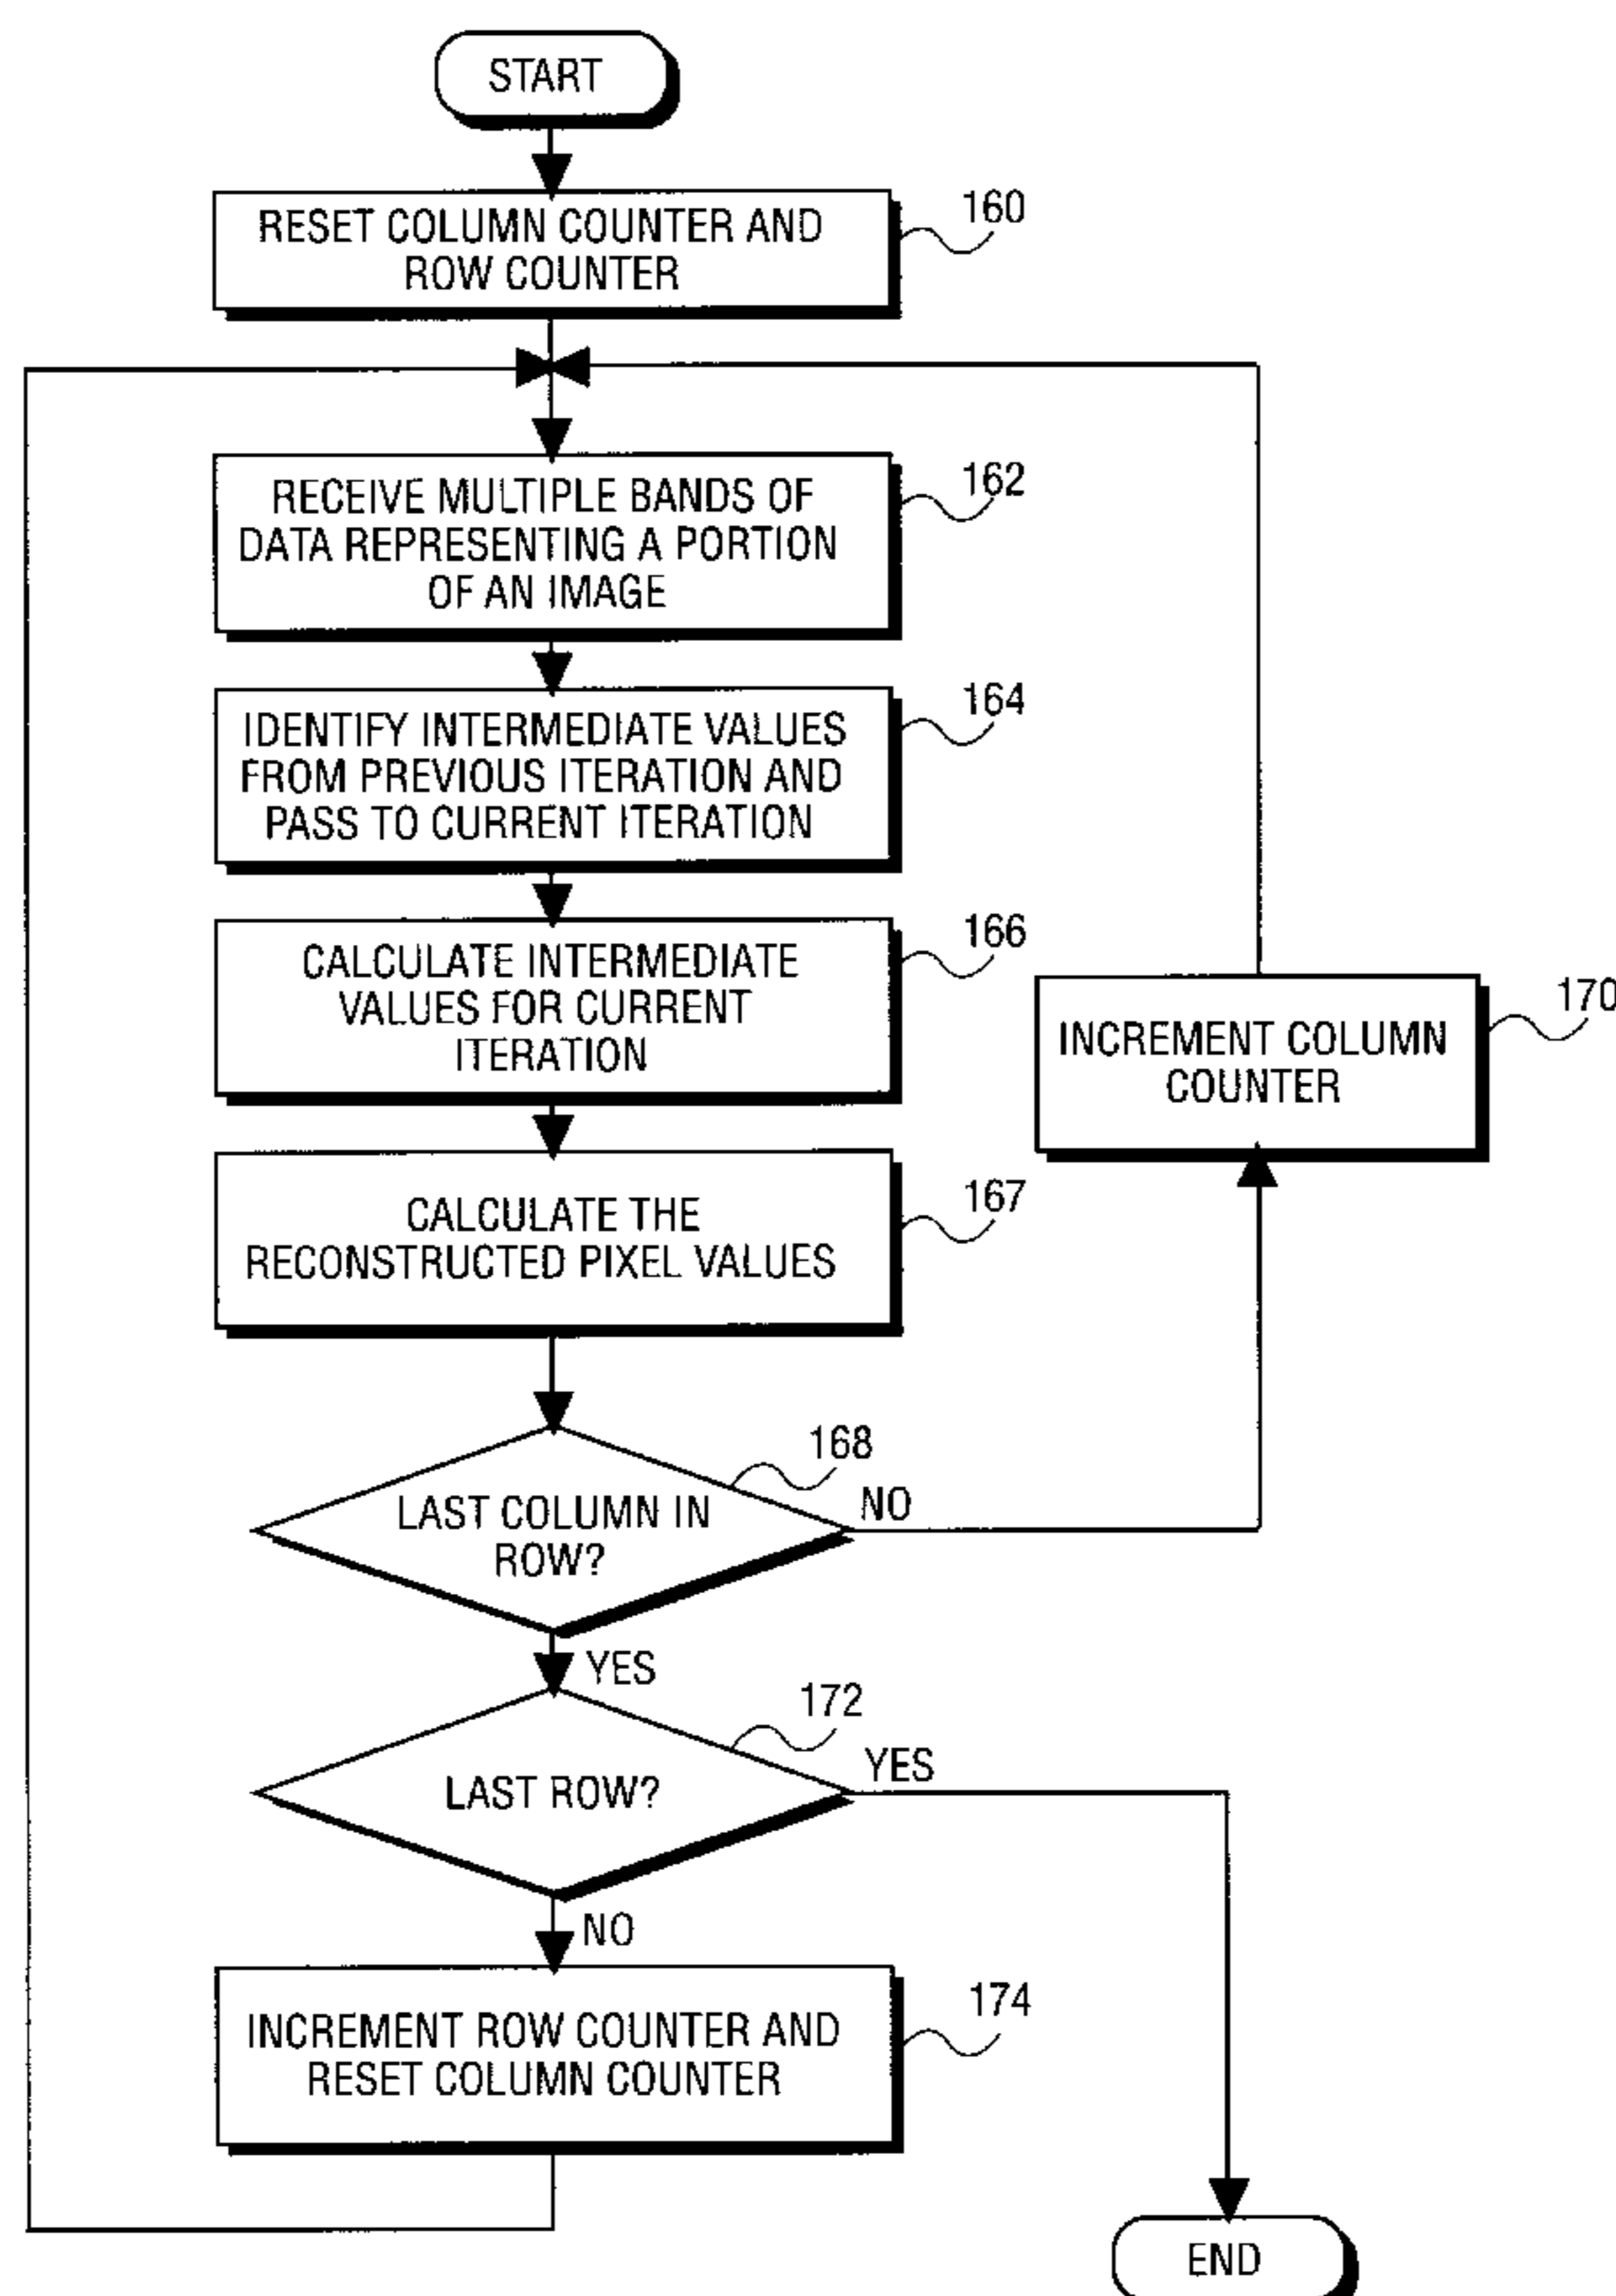 START
RESET COLUMN COUNTER AND
ROW COUNTER
160
RECEIVE MULTIPLE BANDS OF
DATA REPRESENTING A PORTION
OF AN IMAGE
162
IDENTIFY INTERMEDIATE VALUES
FROM PREVIOUS ITERATION AND
PASS TO CURRENT ITERATION
164
CALCULATE INTERMEDIATE
VALUES FOR CURRENT
ITERATION
166
INCREMENT COLUMN
COUNTER
170
CALCULATE THE
RECONSTRUCTED PIXEL VALUES
167
LAST COLUMN IN
ROW?
168
NO
YES
LAST ROW?
172
YES
NO
INCREMENT ROW COUNTER AND
RESET COLUMN COUNTER
174
END